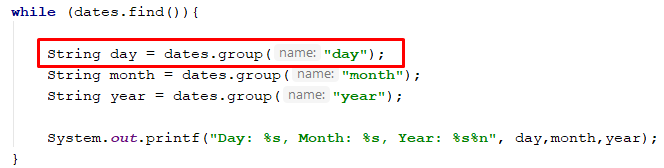 while (dates.find()){
String day = dates.group( name: "day");
String month = dates.group( name: "month");
String year = dates.group( name: "year");
System.out.printf("Day: %s, Month: %s, Year: %s%n", day,month,year);
}